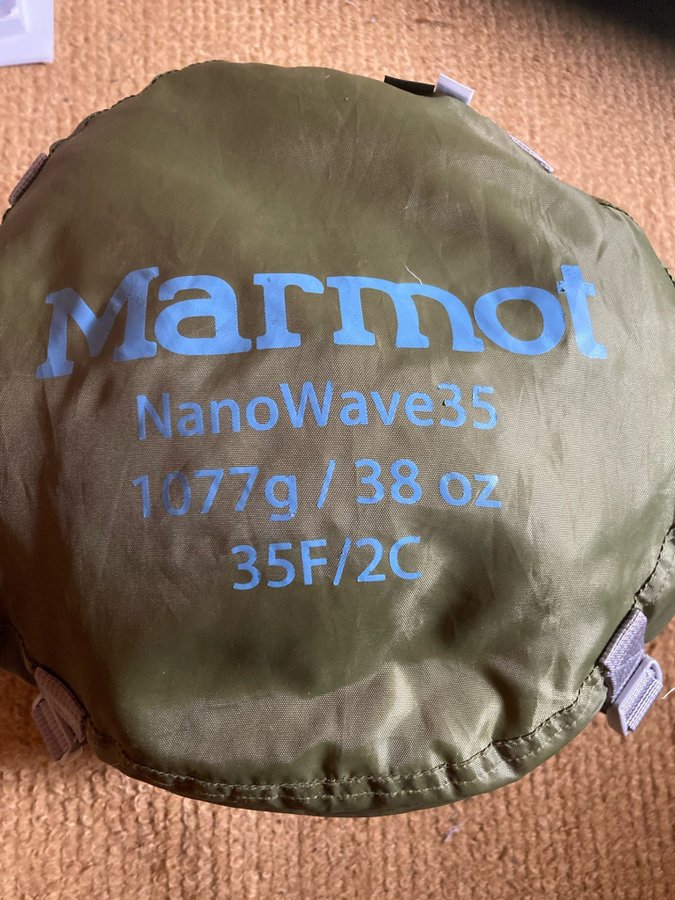 Marmot
NanoWave35
1077g / 38 oz
35F/2C